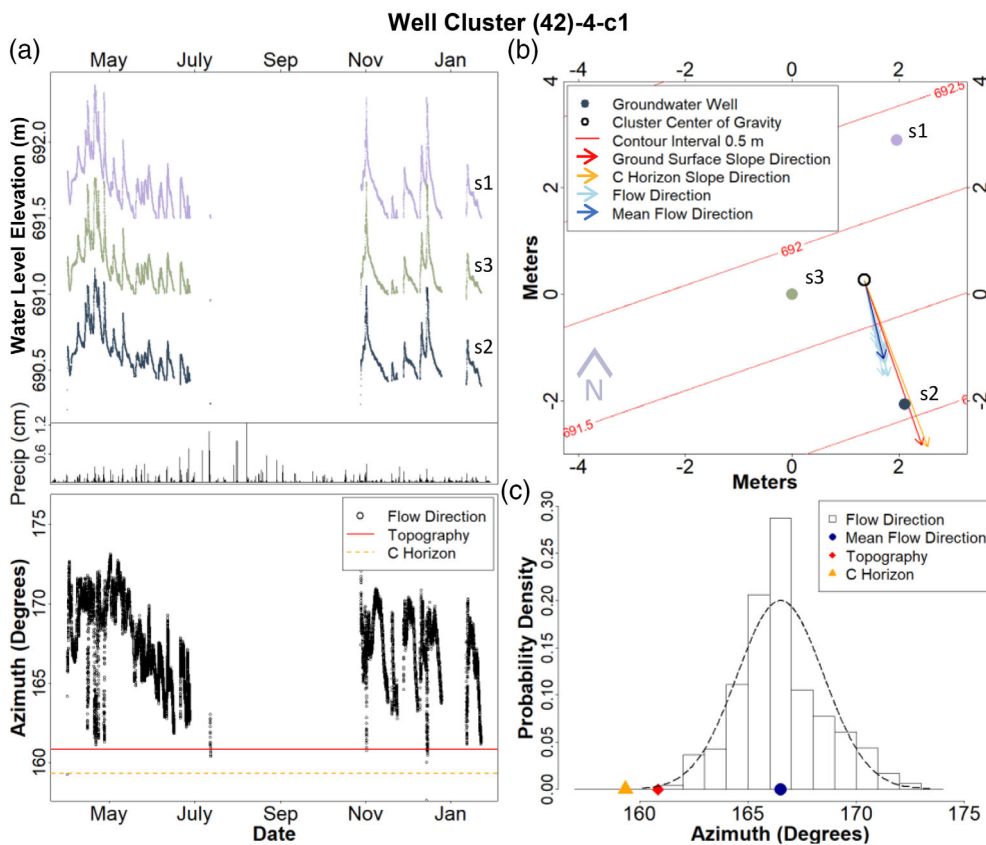 Well Cluster (42)-4-c1
(a)
May July Sep Nov Jan
Water Level Elevation (m)
692.0
691.5
691.0
690.5
s1
s3
s2
Precip (cm)
1.2
0.6
Azimuth (Degrees)
175
170
165
160
Flow Direction
Topography
C Horizon
May July Sep Nov Jan
Date
(b)
-4 -2 0 2 4
Meters
4
2
0
-2
4
2
0
-2
Groundwater Well
Cluster Center of Gravity
Contour Interval 0.5 m
Ground Surface Slope Direction
C Horizon Slope Direction
Flow Direction
Mean Flow Direction
692.5
s1
692
s3
N
s2
691.5
-4 -2 0 2 4
Meters
(c)
Probability Density
0.30
0.25
0.20
0.15
0.10
0.05
0.00
Flow Direction
Mean Flow Direction
Topography
C Horizon
160 165 170 175
Azimuth (Degrees)